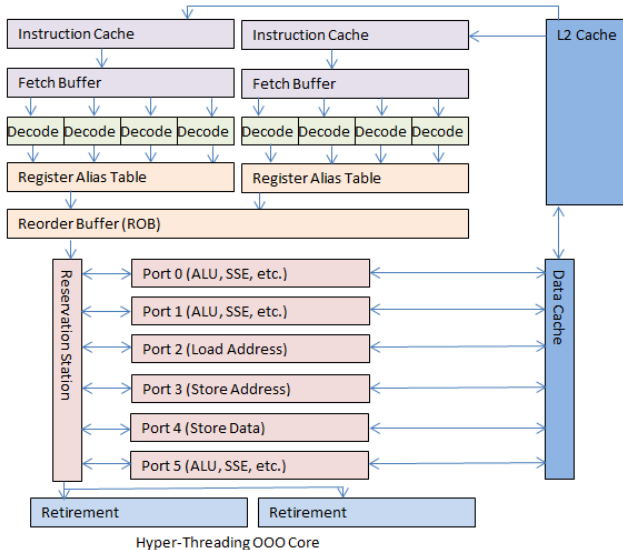 Instruction Cache
Instruction Cache
L2 Cache
Fetch Buffer
Fetch Buffer
Decode Decode Decode Decode
Decode Decode Decode Decode
Register Alias Table
Register Alias Table
Reorder Buffer (ROB)
Reservation Station
Port 0 (ALU, SSE, etc.)
Port 1 (ALU, SSE, etc.)
Port 2 (Load Address)
Port 3 (Store Address)
Port 4 (Store Data)
Port 5 (ALU, SSE, etc.)
Data Cache
Retirement
Retirement
Hyper-Threading OOO Core